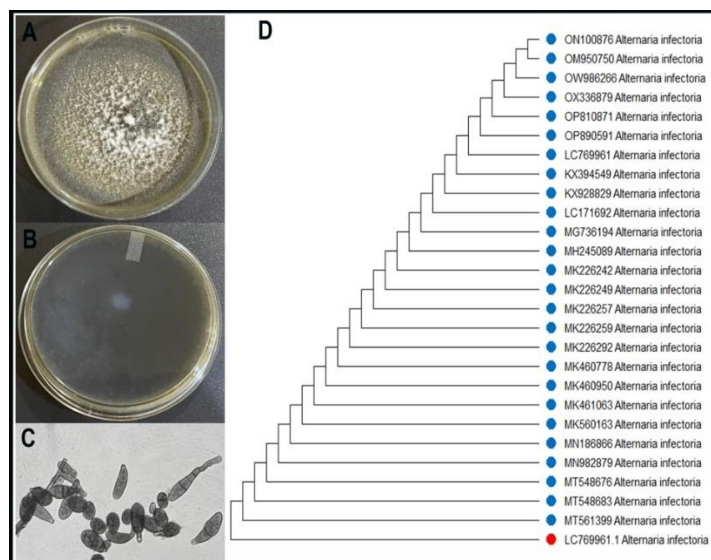 A
B
C
D
ON100876 Alternaria infectoria
OM950750 Alternaria infectoria
OW986266 Alternaria infectoria
OX336879 Alternaria infectoria
OP810871 Alternaria infectoria
OP890591 Alternaria infectoria
LC769961 Alternaria infectoria
KX394549 Alternaria infectoria
KX928829 Alternaria infectoria
LC171692 Alternaria infectoria
MG736194 Alternaria infectoria
MH245089 Alternaria infectoria
MK226242 Alternaria infectoria
MK226249 Alternaria infectoria
MK226257 Alternaria infectoria
MK226259 Alternaria infectoria
MK226292 Alternaria infectoria
MK460778 Alternaria infectoria
MK460950 Alternaria infectoria
MK461063 Alternaria infectoria
MK560163 Alternaria infectoria
MN186866 Alternaria infectoria
MN982879 Alternaria infectoria
MT548676 Alternaria infectoria
MT548683 Alternaria infectoria
MT561399 Alternaria infectoria
LC769961.1 Alternaria infectoria